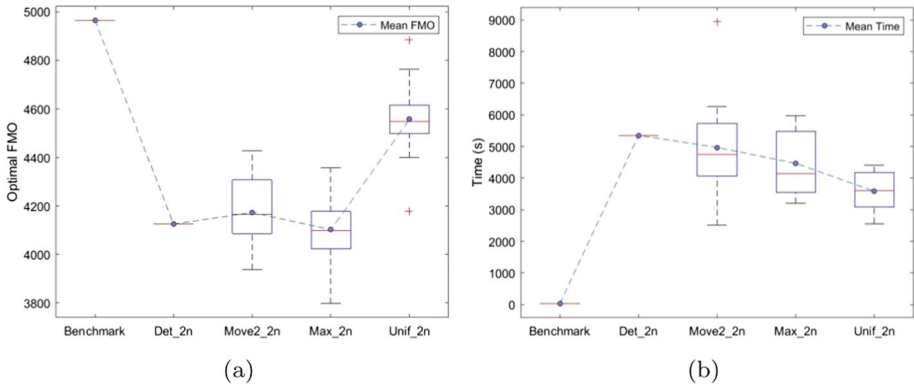 Optimal FMO
5000
4800
4600
4400
4200
4000
3800
Mean FMO
Benchmark Det_2n Move2_2n Max_2n Unif_2n
(a)
Time (s)
9000
8000
7000
6000
5000
4000
3000
2000
1000
0
Mean Time
Benchmark Det_2n Move2_2n Max_2n Unif_2n
(b)